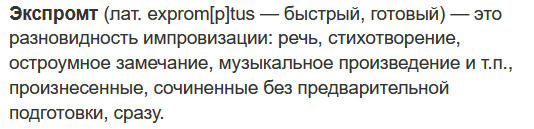 Экспромт (лат. exprom[p]tus — быстрый, готовый) — это
разновидность импровизации: речь, стихотворение,
остроумное замечание, музыкальное произведение и т.п.,
произнесенные, сочиненные без предварительной
подготовки, сразу.